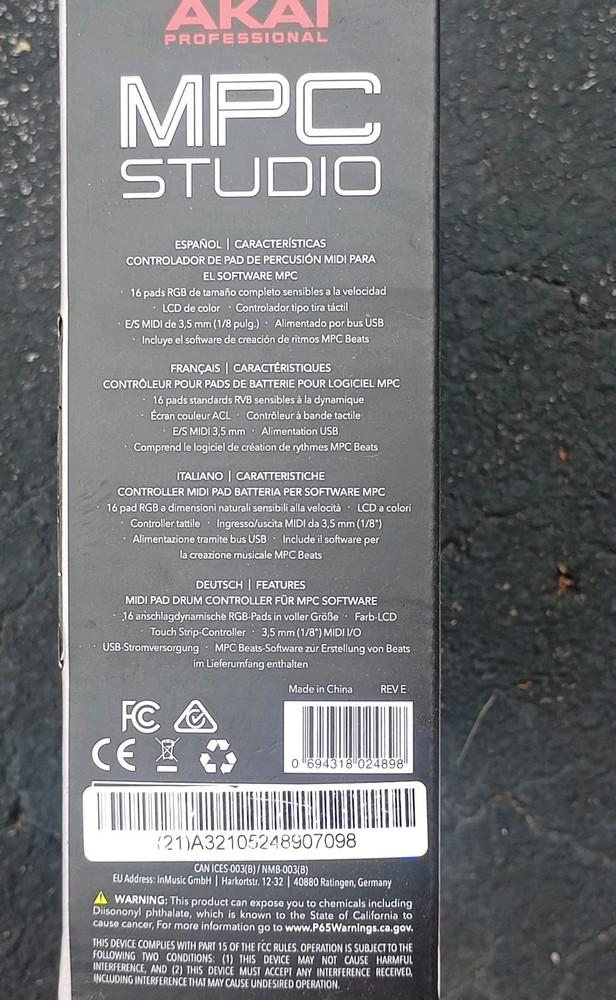 AKAI
PROFESSIONAL
MPC
STUDIO
ESPAÑOL | CARACTERÍSTICAS
CONTROLADOR DE PAD DE PERCUSIÓN MIDI PARA
EL SOFTWARE MPC
· 16 pads RGB de tamaño completo sensibles a la velocidad
· LCD de color · Controlador tipo tira táctil
· E/S MIDI de 3,5 mm (1/8 pulg.) · Alimentado por bus USB
· Incluye el software de creación de ritmos MPC Beats
FRANÇAIS | CARACTÉRISTIQUES
CONTRÔLEUR POUR PADS DE BATTERIE POUR LOGICIEL MPC
· 16 pads standards RVB sensibles à la dynamique
· Écran couleur ACL · Contrôleur à bande tactile
· E/S MIDI 3,5 mm · Alimentation USB
· Comprend le logiciel de création de rythmes MPC Beats
ITALIANO | CARATTERISTICHE
CONTROLLER MIDI PAD BATTERIA PER SOFTWARE MPC
· 16 pad RGB a dimensioni naturali sensibili alla velocità · LCD a colori
· Controller tattile · Ingresso/uscita MIDI da 3,5 mm (1/8")
· Alimentazione tramite bus USB · Include il software per
la creazione musicale MPC Beats
DEUTSCH | FEATURES
MIDI PAD DRUM CONTROLLER FÜR MPC SOFTWARE
· 16 anschlagdynamische RGB-Pads in voller Größe · Farb-LCD
· Touch Strip-Controller · 3,5 mm (1/8") MIDI I/O
· USB-Stromversorgung · MPC Beats-Software zur Erstellung von Beats
im Lieferumfang enthalten
Made in China REV E
FC
CE
0 694318 024898
(21)A32105248907098
CAN ICES-003(B) / NMB-003(B)
EU Address: inMusic GmbH | Harkortstr. 12-32 | 40880 Ratingen, Germany
WARNING: This product can expose you to chemicals including
Diisononyl phthalate, which is known to the State of California to
cause cancer, For more information go to www.P65Warnings.ca.gov.
THIS DEVICE COMPLIES WITH PART 15 OF THE FCC RULES. OPERATION IS SUBJECT TO THE
FOLLOWING TWO CONDITIONS: (1) THIS DEVICE MAY NOT CAUSE HARMFUL
INTERFERENCE, AND (2) THIS DEVICE MUST ACCEPT ANY INTERFERENCE RECEIVED,
INCLUDING INTERFERENCE THAT MAY CAUSE UNDESIRED OPERATION.